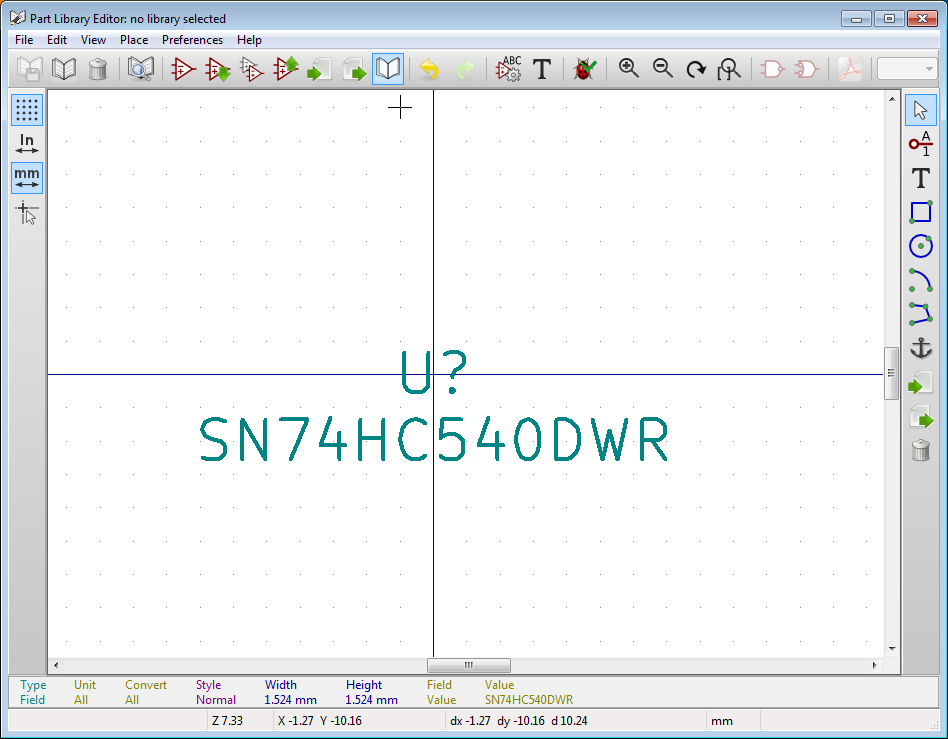 Part Library Editor: no library selected
File Edit View Place Preferences Help
ABC
T
In
mm
A
1
T
U?
SN74HC540DWR
Type Unit Convert Style Width Height Field Value
Field All All Normal 1.524 mm 1.524 mm Value SN74HC540DWR
Z 7.33 X -1.27 Y -10.16 dx -1.27 dy -10.16 d 10.24 mm